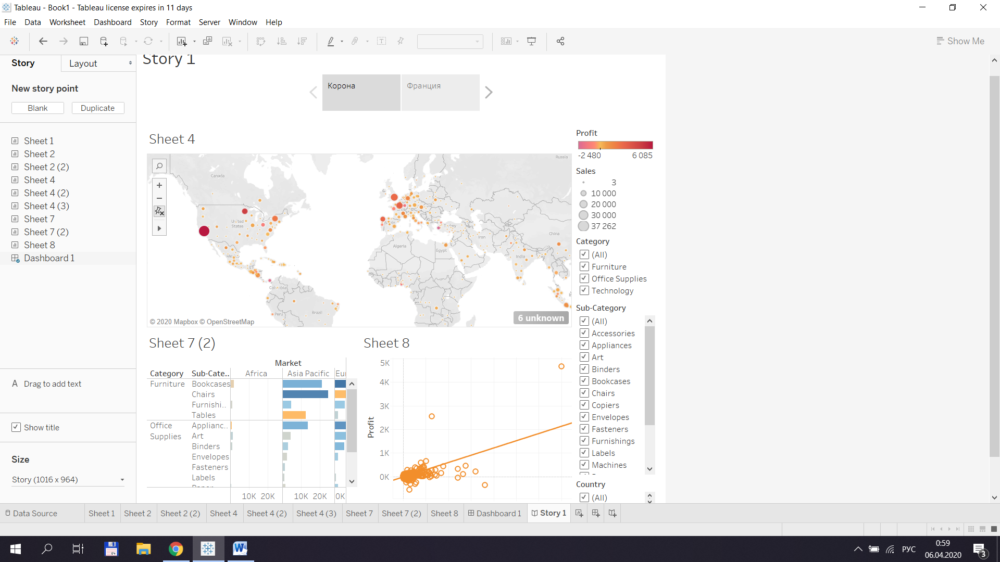 Tableau - Book1 - Tableau license expires in 11 days
File Data Worksheet Dashboard Story Format Server Window Help
Show Me
Story Layout
New story point
Blank Duplicate
Sheet 1
Sheet 2
Sheet 2 (2)
Sheet 4
Sheet 4 (2)
Sheet 4 (3)
Sheet 7
Sheet 7 (2)
Sheet 8
Dashboard 1
A Drag to add text
Show title
Size
Story (1016 x 964)
Story 1
Корона
Франция
Sheet 4
Russia
Canada
United
States
Algeria
Egypt
Turkey
Iran
China
India
Colombia
Peru
Brazil
© 2020 Mapbox © OpenStreetMap
6 unknown
Sheet 7 (2)
Market
Category Sub-Cate.. Africa Asia Pacific Eur
Furniture Bookcases
Chairs
Furnishi..
Tables
Office Applianc..
Supplies Art
Binders
Envelopes
Fasteners
Labels
Paper
10K 20K 10K 20K 0K
Sheet 8
Profit
5K
4K
3K
2K
1K
0K
Profit
-2 480 6 085
Sales
3
10 000
20 000
30 000
37 262
Category
(All)
Furniture
Office Supplies
Technology
Sub-Category
(All)
Accessories
Appliances
Art
Binders
Bookcases
Chairs
Copiers
Envelopes
Fasteners
Furnishings
Labels
Machines
Country
(All)
Data Source Sheet 1 Sheet 2 Sheet 2 (2) Sheet 4 Sheet 4 (2) Sheet 4 (3) Sheet 7 Sheet 7 (2) Sheet 8 Dashboard 1 Story 1
64
РУС
0:59
06.04.2020
3